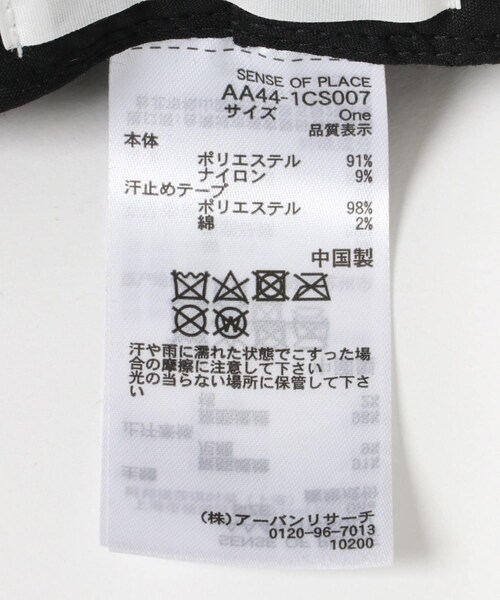 SENSE OF PLACE
AA44-1CS007
サイズ One
品質表示
本体
ポリエステル 91%
ナイロン 9%
汗止めテープ
ポリエステル 98%
綿 2%
中国製
汗や雨に濡れた状態でこすった場
合の摩擦に注意して下さい
光の当らない場所に保管して下さ
い
(株)アーバンリサーチ
0120-96-7013
10200